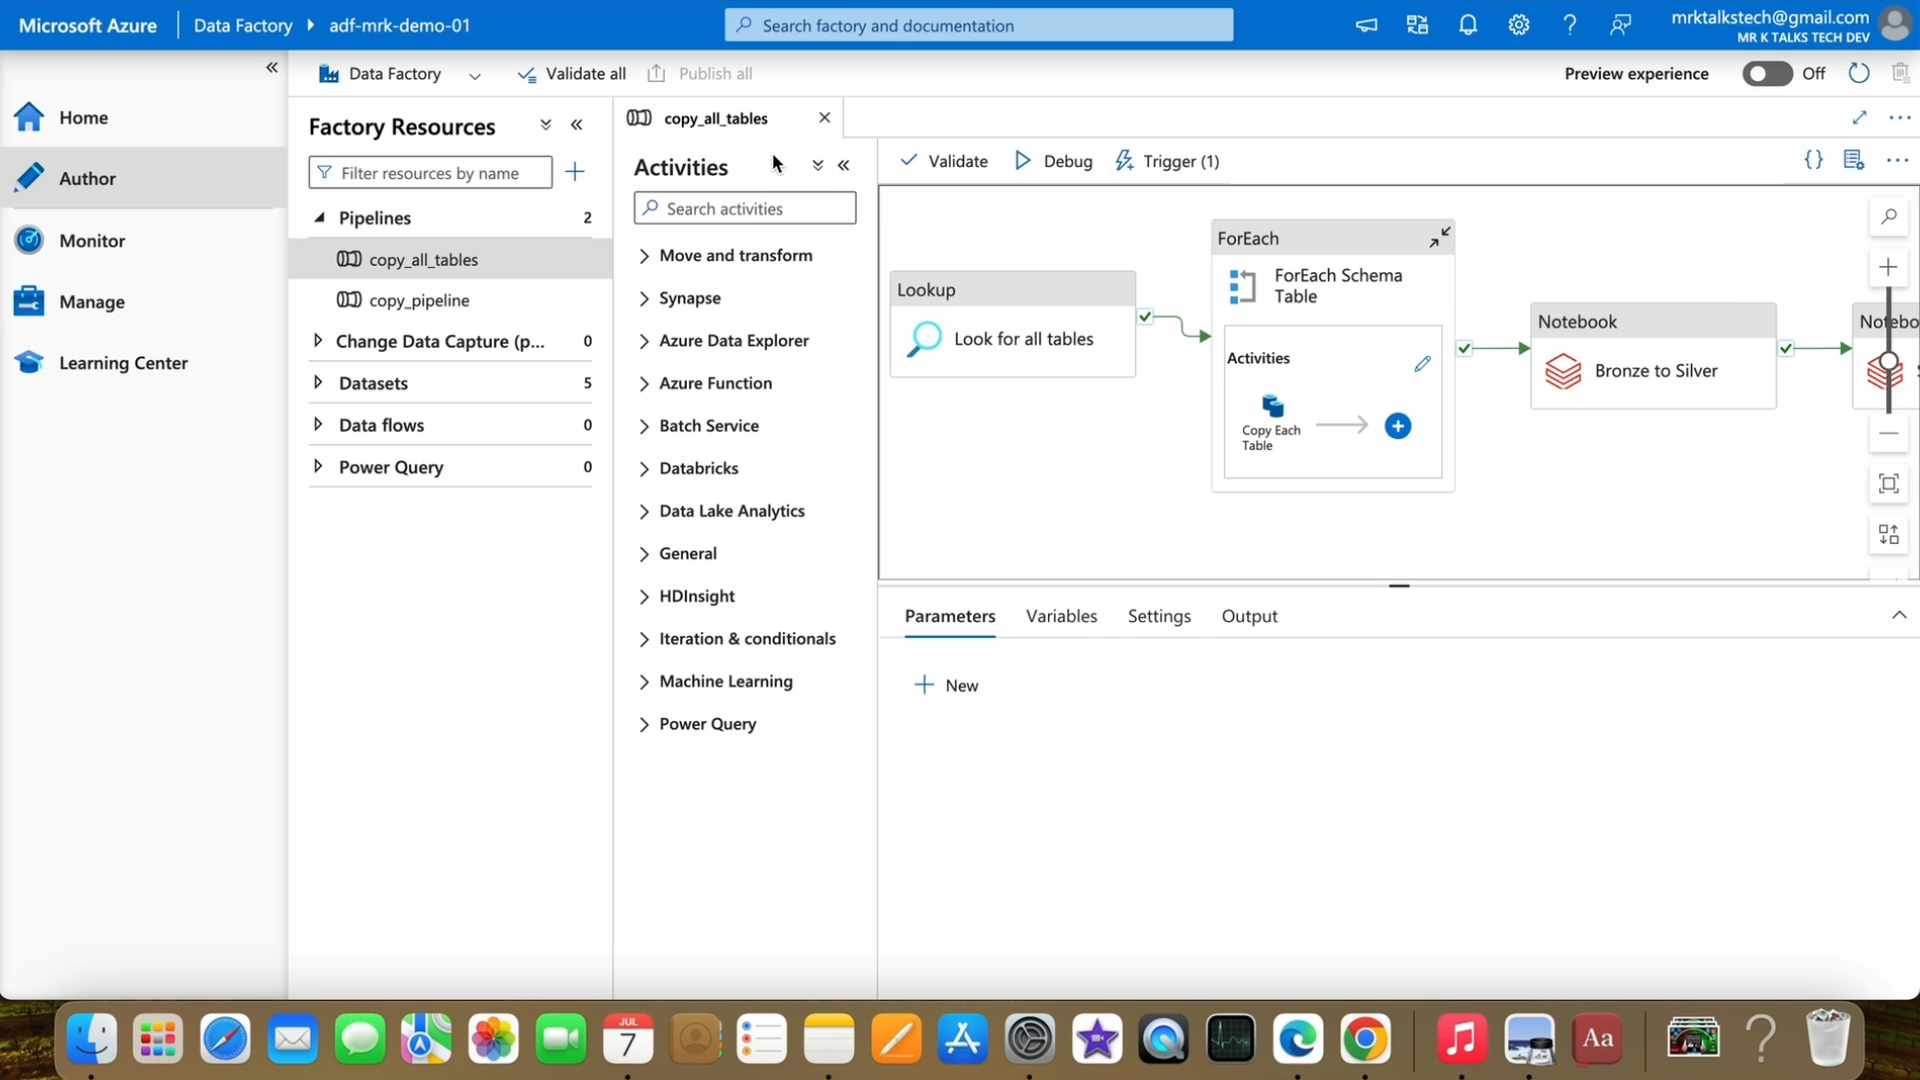 Microsoft Azure
Data Factory
adf-mrk-demo-01
Search factory and documentation
mrktalkstech@gmail.com
MR K TALKS TECH DEV
Data Factory
Validate all
Publish all
Preview experience
Off
Home
Author
Monitor
Manage
Learning Center
Factory Resources
Filter resources by name
Pipelines 2
copy_all_tables
copy_pipeline
Change Data Capture (p... 0
Datasets 5
Data flows 0
Power Query 0
copy_all_tables
Activities
Search activities
Move and transform
Synapse
Azure Data Explorer
Azure Function
Batch Service
Databricks
Data Lake Analytics
General
HDInsight
Iteration & conditionals
Machine Learning
Power Query
Validate
Debug
Trigger (1)
Lookup
Look for all tables
ForEach
ForEach Schema
Table
Activities
Copy Each
Table
Notebook
Bronze to Silver
Notebo
Parameters
Variables
Settings
Output
New
JUL
7
Aa